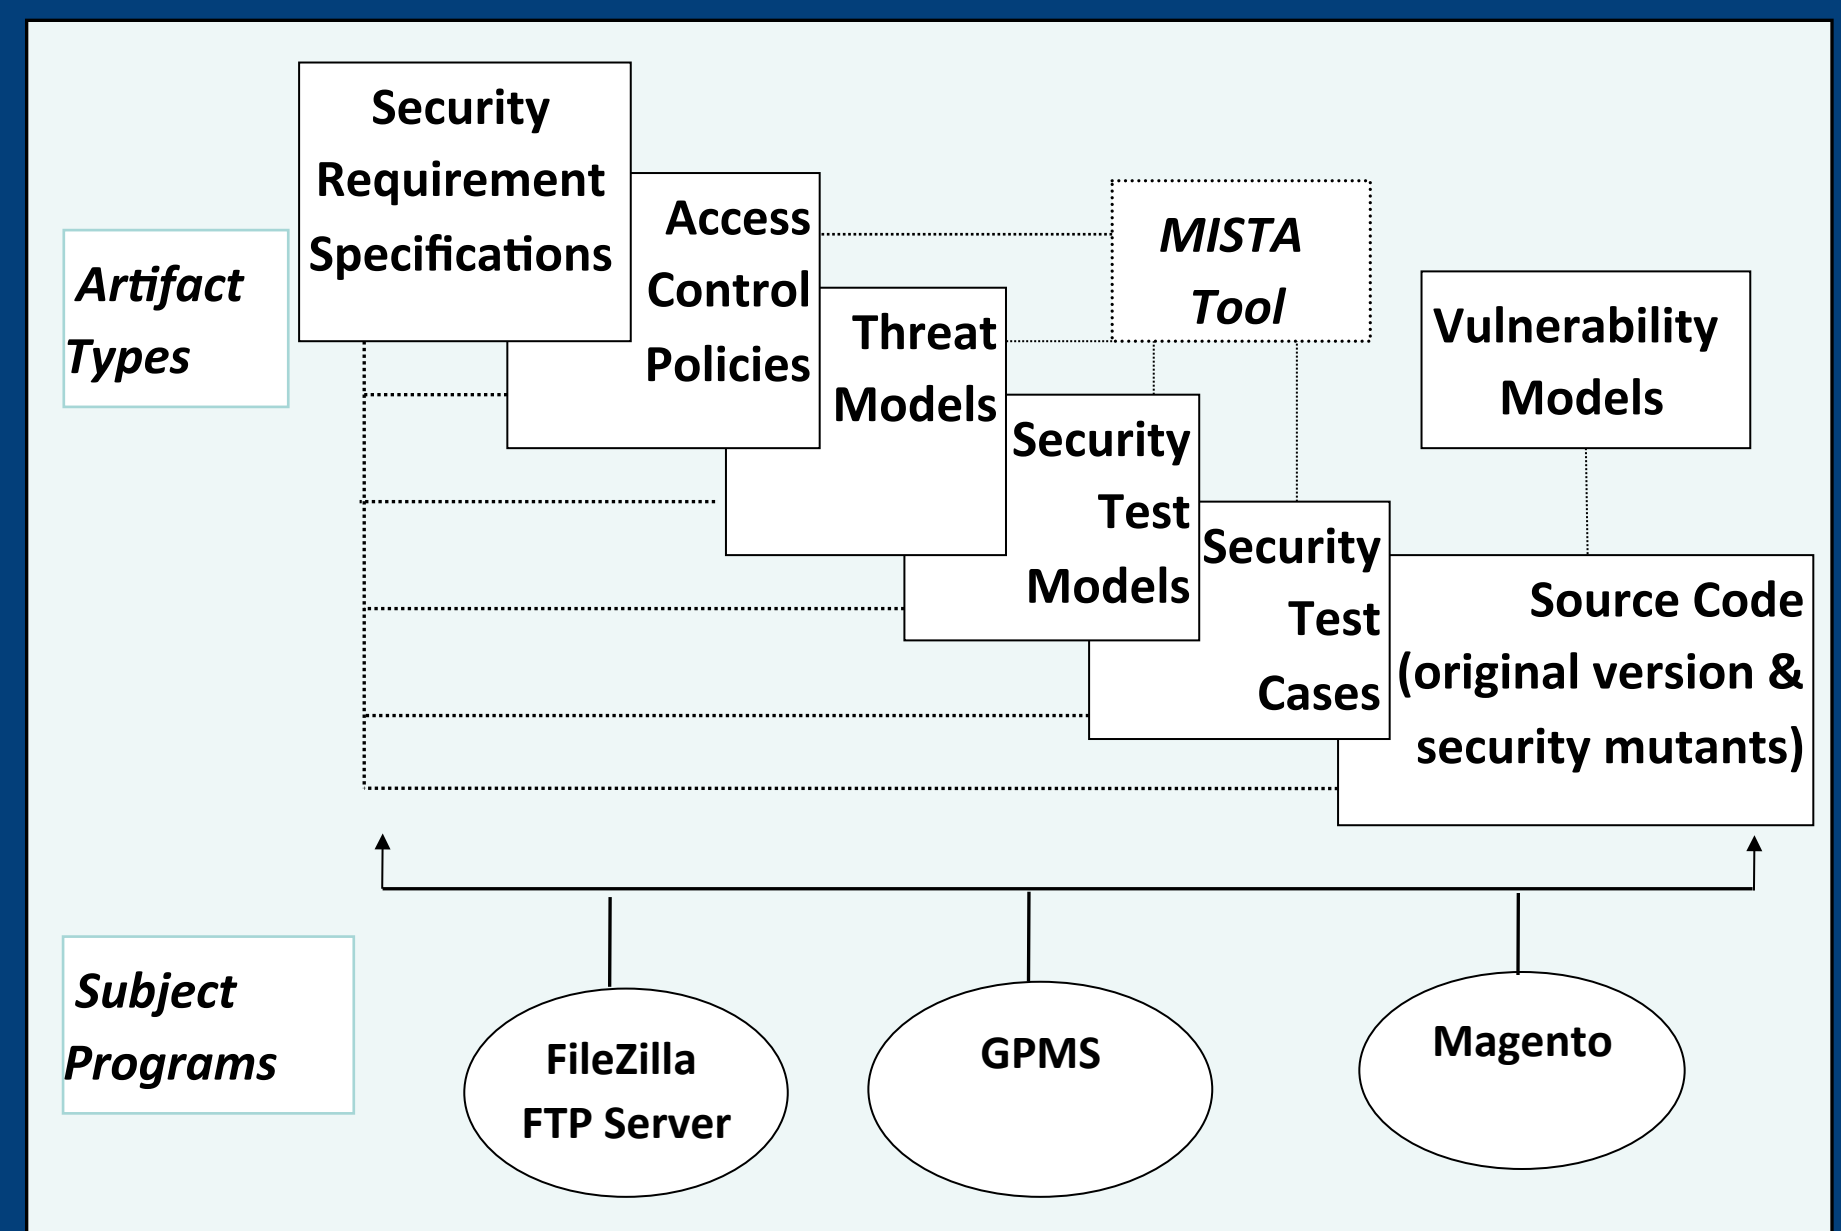 Security
Requirement
Specifications
Access
Control
Policies
MISTA
Tool
Artifact
Types
Threat
Models
Vulnerability
Models
Security
Test
Models
Security
Test
Cases
Source Code
(original version &
security mutants)
Subject
Programs
FileZilla
FTP Server
GPMS
Magento